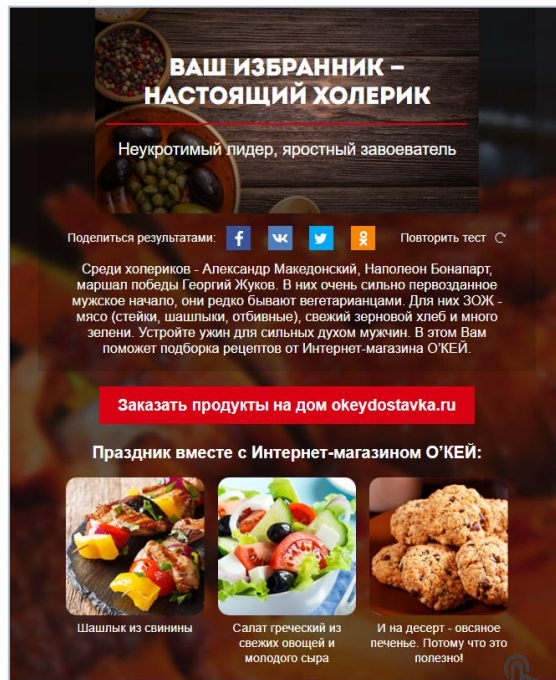 ВАШ ИЗБРАННИК –
НАСТОЯЩИЙ ХОЛЕРИК
Неукротимый лидер, яростный завоеватель
Поделиться результатами:
Повторить тест
Среди холериков - Александр Македонский, Наполеон Бонапарт,
маршал победы Георгий Жуков. В них очень сильно первозданное
мужское начало, они редко бывают вегетарианцами. Для них ЗОЖ -
мясо (стейки, шашлыки, отбивные), свежий зерновой хлеб и много
зелени. Устройте ужин для сильных духом мужчин. В этом Вам
поможет подборка рецептов от Интернет-магазина О’КЕЙ.
Заказать продукты на дом okeydostavka.ru
Праздник вместе с Интернет-магазином О’КЕЙ:
Шашлык из свинины
Салат греческий из
свежих овощей и
молодого сыра
И на десерт - овсяное
печенье. Потому что это
полезно!